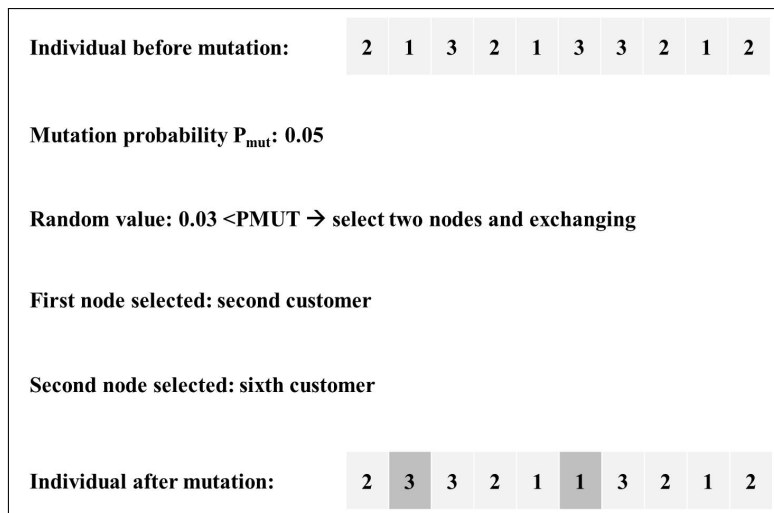 Individual before mutation: 2 1 3 2 1 3 3 2 1 2
Mutation probability Pmut: 0.05
Random value: 0.03 <PMUT → select two nodes and exchanging
First node selected: second customer
Second node selected: sixth customer
Individual after mutation: 2 3 3 2 1 1 3 2 1 2